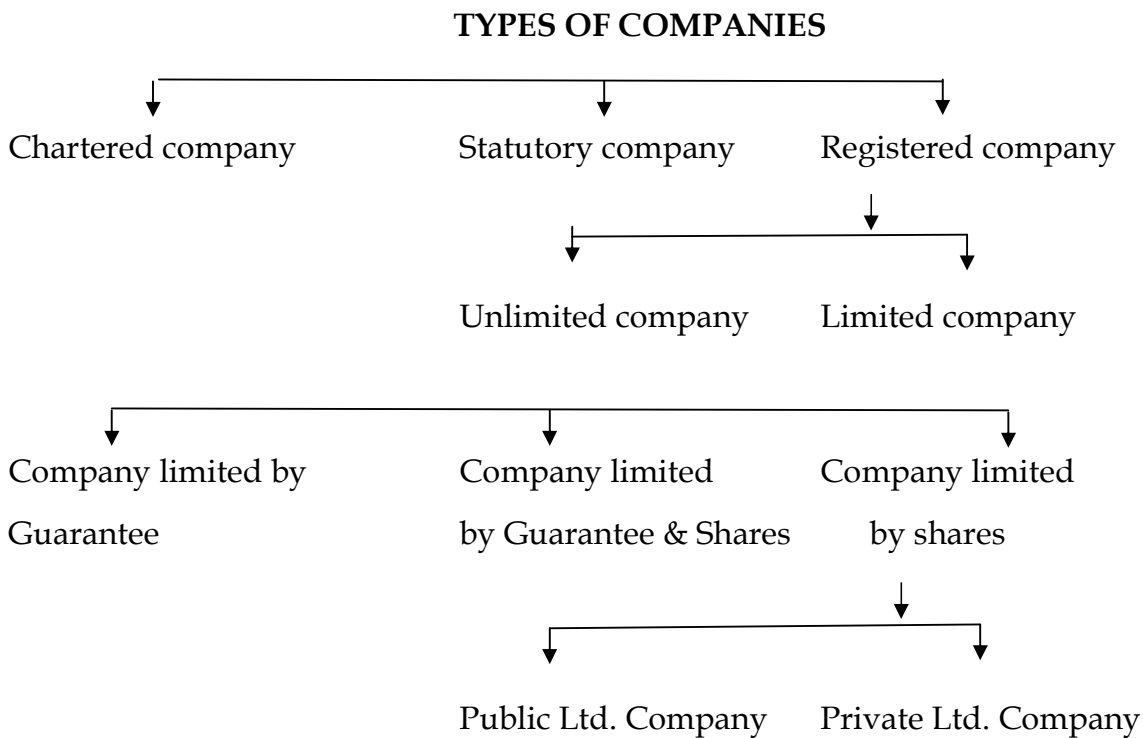 TYPES OF COMPANIES
Chartered company Statutory company Registered company
Unlimited company Limited company
Company limited by Company limited Company limited
Guarantee by Guarantee & Shares by shares
Public Ltd. Company Private Ltd. Company